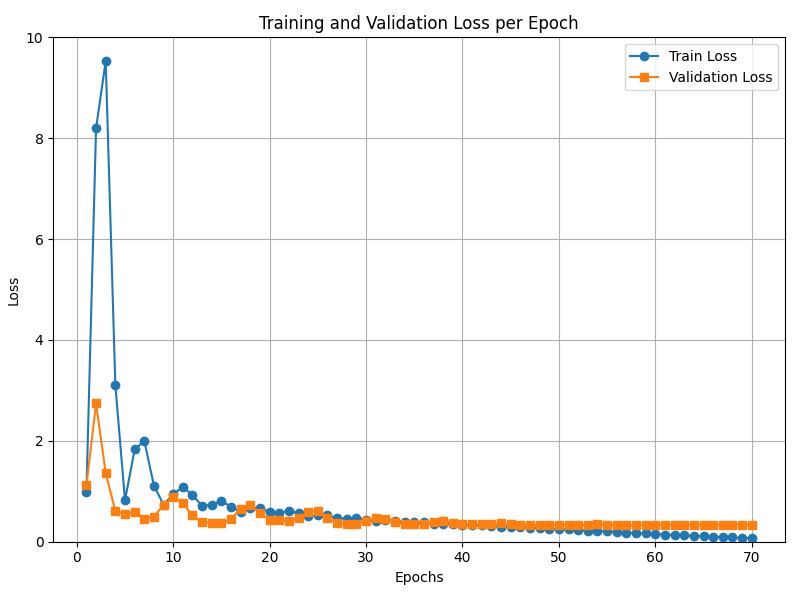 Training and Validation Loss per Epoch
Train Loss
Validation Loss
10
8
6
4
2
0
Loss
0 10 20 30 40 50 60 70
Epochs